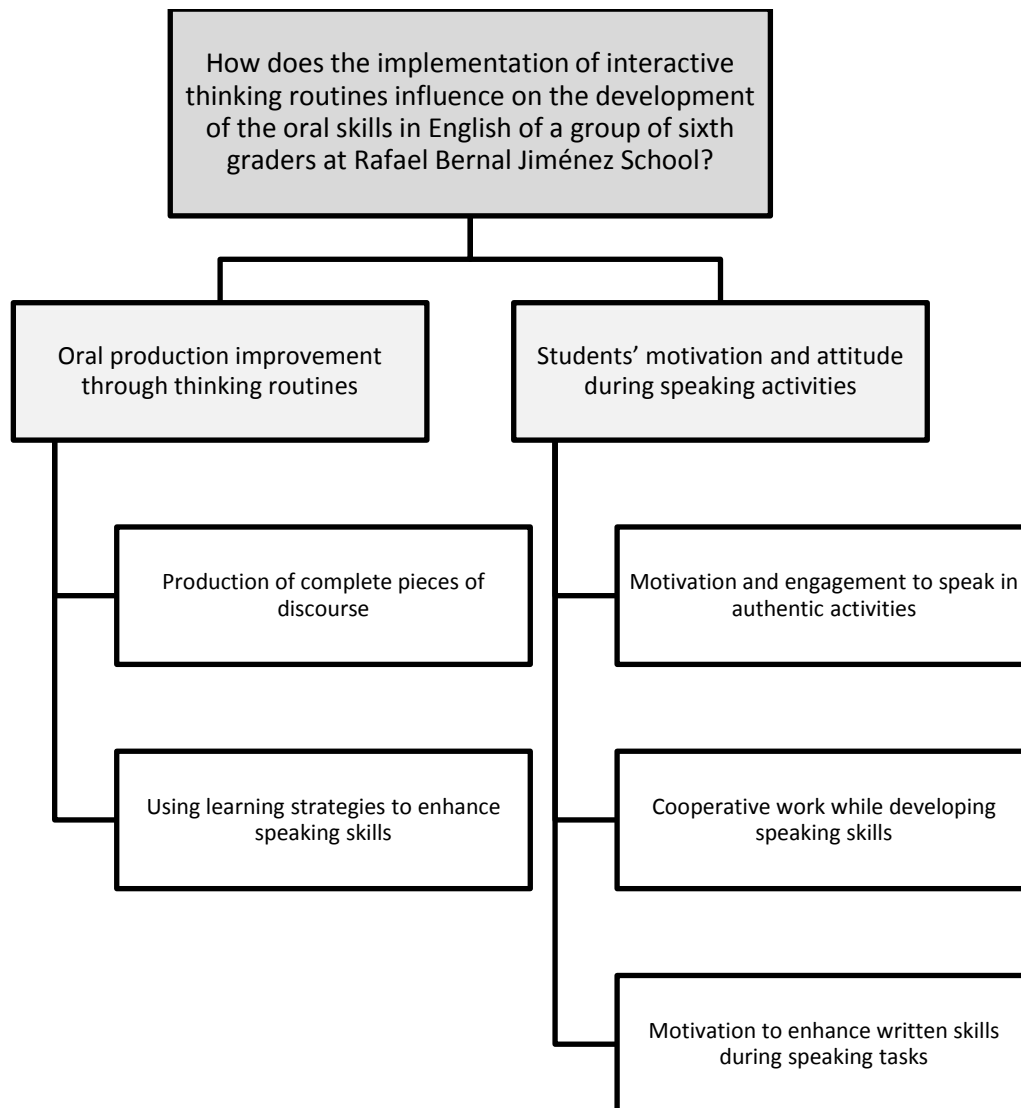 How does the implementation of interactive
thinking routines influence on the development
of the oral skills in English of a group of sixth
graders at Rafael Bernal Jiménez School?
Oral production improvement
through thinking routines
Students’ motivation and attitude
during speaking activities
Production of complete pieces of
discourse
Motivation and engagement to speak in
authentic activities
Using learning strategies to enhance
speaking skills
Cooperative work while developing
speaking skills
Motivation to enhance written skills
during speaking tasks